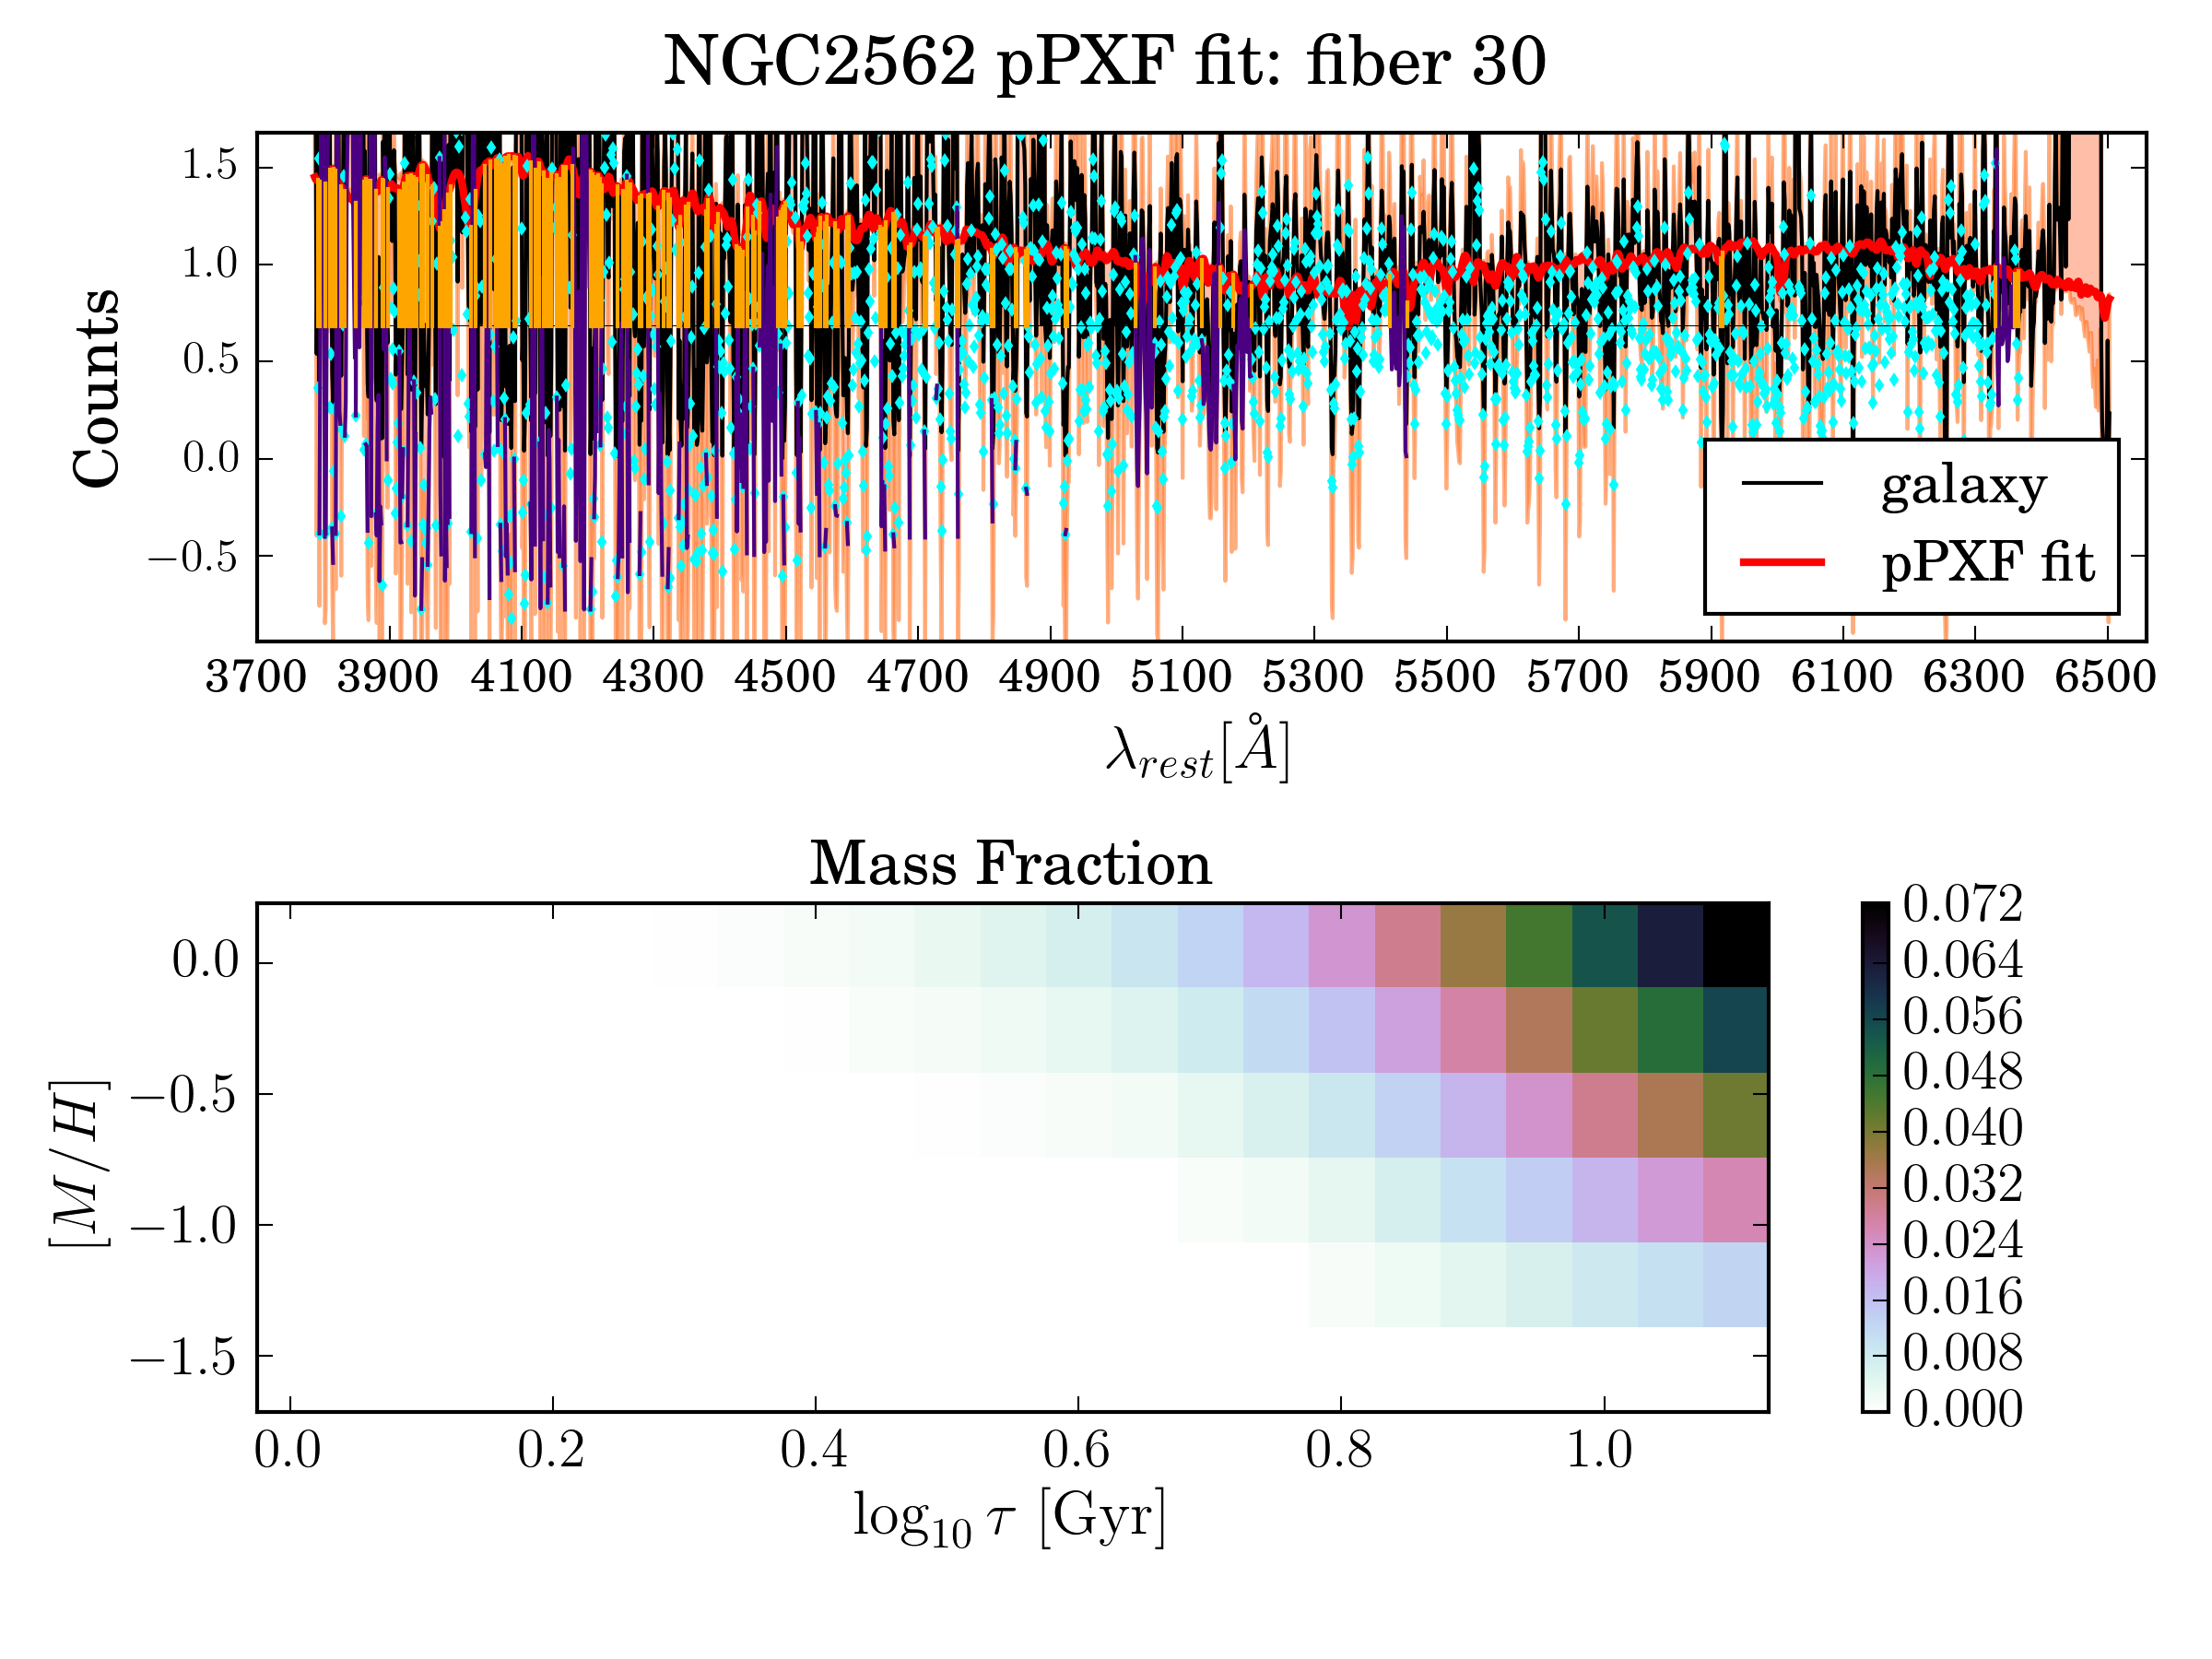 NGC2562 pPXF fit: fiber 30
Counts
1.5
1.0
0.5
0.0
−0.5
galaxy
pPXF fit
3700 3900 4100 4300 4500 4700 4900 5100 5300 5500 5700 5900 6100 6300 6500
λrest[Å]
Mass Fraction
[M/H]
0.0
−0.5
−1.0
−1.5
0.0 0.2 0.4 0.6 0.8 1.0
log10 τ [Gyr]
0.072
0.064
0.056
0.048
0.040
0.032
0.024
0.016
0.008
0.000